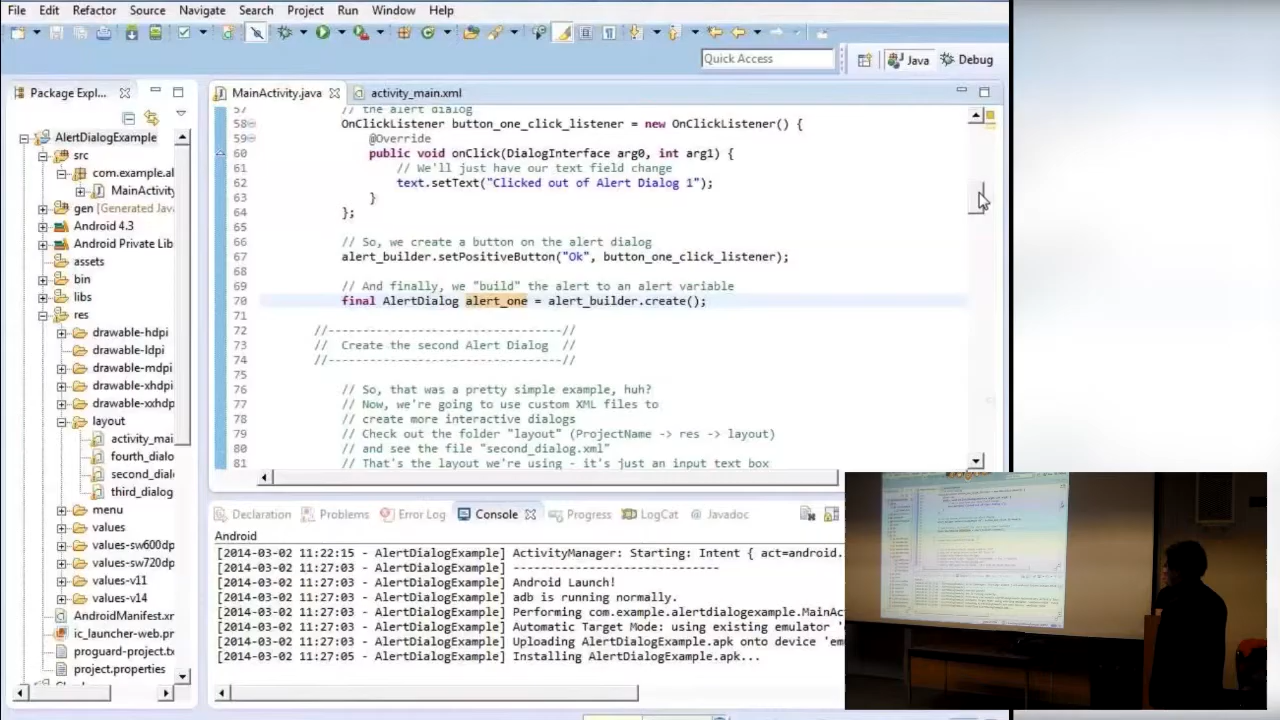 File Edit Refactor Source Navigate Search Project Run Window Help
Quick Access
Java
Debug
Package Expl...
MainActivity.java
activity_main.xml
AlertDialogExample
src
com.example.al
MainActivity
gen [Generated Java
Android 4.3
Android Private Lib
assets
bin
libs
res
drawable-hdpi
drawable-ldpi
drawable-mdpi
drawable-xhdpi
drawable-xxhdp
layout
activity_mai
fourth_dialo
second_dial
third_dialog
menu
values
values-sw600dp
values-sw720dp
values-v11
values-v14
AndroidManifest.xm
ic_launcher-web.pr
proguard-project.tx
project.properties
57 // the alert dialog
58 OnClickListener button_one_click_listener = new OnClickListener() {
59 @Override
60 public void onClick(DialogInterface arg0, int arg1) {
61 // We'll just have our text field change
62 text.setText("Clicked out of Alert Dialog 1");
63 }
64 };
65
66 // So, we create a button on the alert dialog
67 alert_builder.setPositiveButton("Ok", button_one_click_listener);
68
69 // And finally, we "build" the alert to an alert variable
70 final AlertDialog alert_one = alert_builder.create();
71
72 //-------------------------------//
73 // Create the second Alert Dialog //
74 //-------------------------------//
75
76 // So, that was a pretty simple example, huh?
77 // Now, we're going to use custom XML files to
78 // create more interactive dialogs
79 // Check out the folder "layout" (ProjectName -> res -> layout)
80 // and see the file "second_dialog.xml"
81 // That's the layout we're using - it's just an input text box
Problems
Console
LogCat
Javadoc
Android
[2014-03-02 11:22:13 - AlertDialogExample] ActivityManager: Starting: Intent { act=android.
[2014-03-02 11:27:03 - AlertDialogExample] ------------------------------
[2014-03-02 11:27:03 - AlertDialogExample] Android Launch!
[2014-03-02 11:27:03 - AlertDialogExample] adb is running normally.
[2014-03-02 11:27:03 - AlertDialogExample] Performing com.example.alertdialogexample.MainAc
[2014-03-02 11:27:03 - AlertDialogExample] Automatic Target Mode: using existing emulator '
[2014-03-02 11:27:03 - AlertDialogExample] Uploading AlertDialogExample.apk onto device 'em
[2014-03-02 11:27:05 - AlertDialogExample] Installing AlertDialogExample.apk...